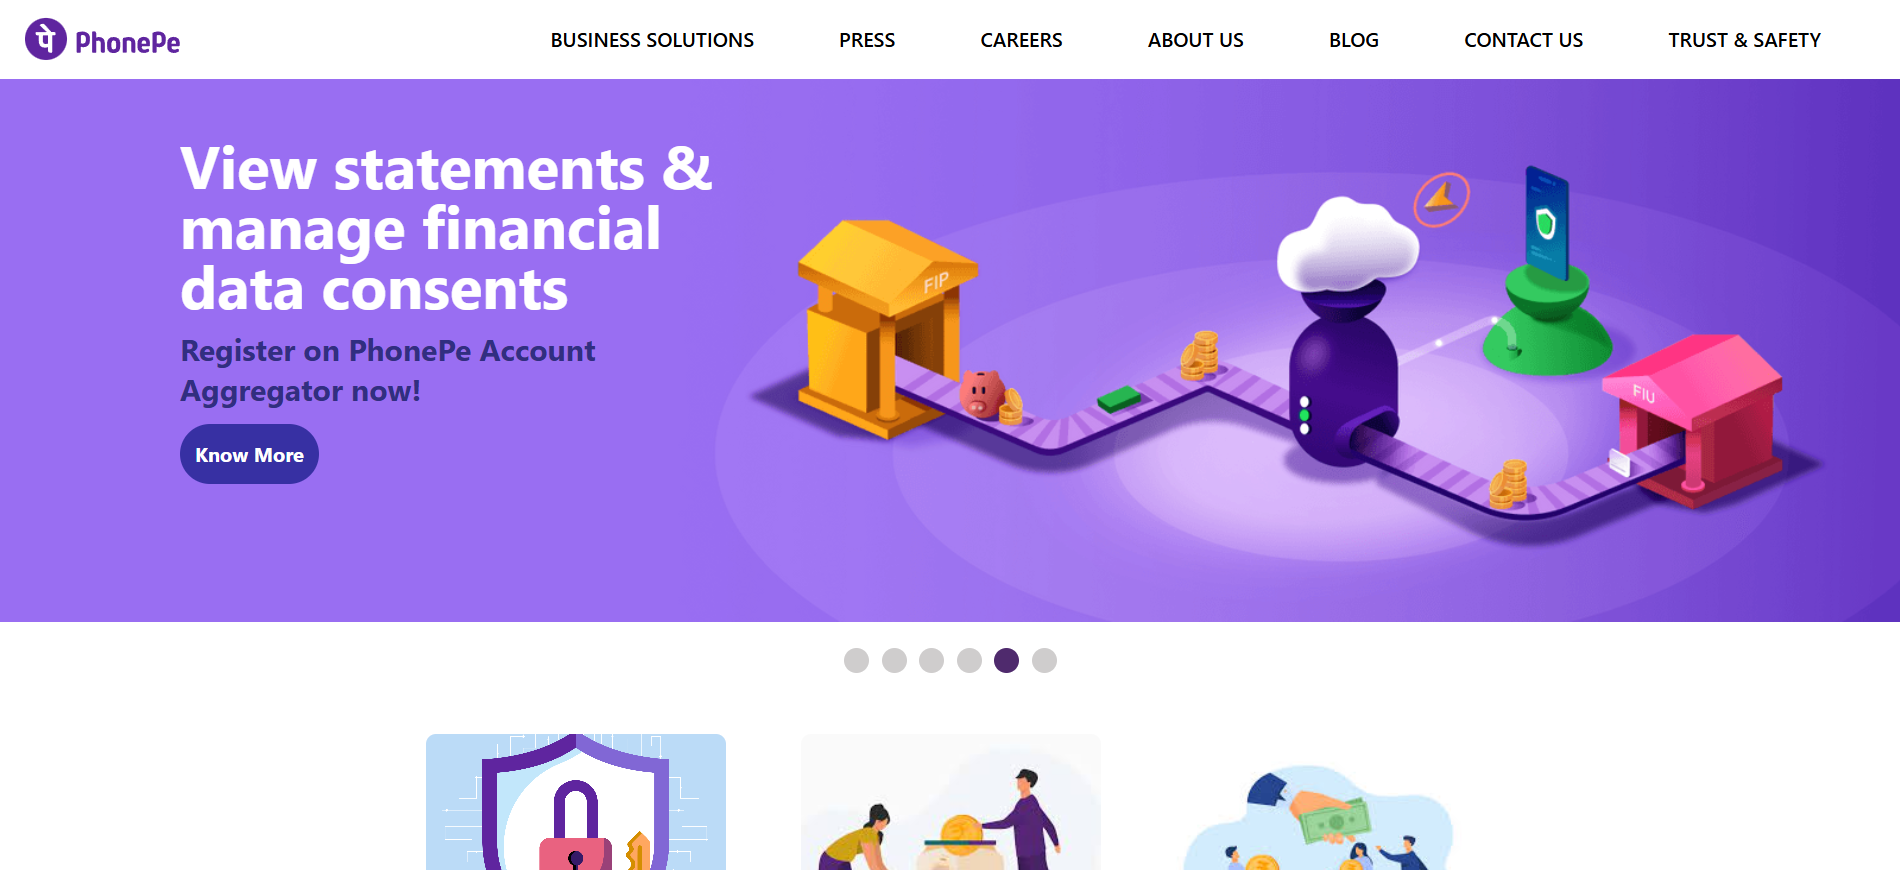 पे PhonePe
BUSINESS SOLUTIONS
PRESS
CAREERS
ABOUT US
BLOG
CONTACT US
TRUST & SAFETY
View statements &
manage financial
data consents
Register on PhonePe Account
Aggregator now!
Know More
FIP
FIU